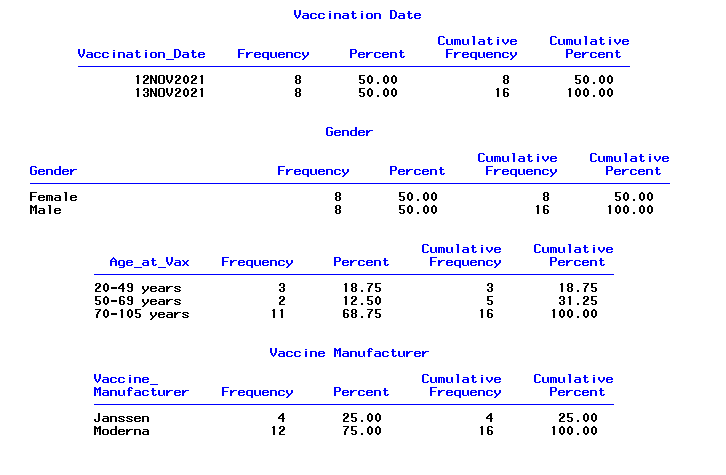 Vaccination Date
Cumulative Cumulative
Vaccination_Date Frequency Percent Frequency Percent
12NOV2021 8 50.00 8 50.00
13NOV2021 8 50.00 16 100.00
Gender
Cumulative Cumulative
Gender Frequency Percent Frequency Percent
Female 8 50.00 8 50.00
Male 8 50.00 16 100.00
Cumulative Cumulative
Age_at_Vax Frequency Percent Frequency Percent
20-49 years 3 18.75 3 18.75
50-69 years 2 12.50 5 31.25
70-105 years 11 68.75 16 100.00
Vaccine Manufacturer
Vaccine_ Cumulative Cumulative
Manufacturer Frequency Percent Frequency Percent
Janssen 4 25.00 4 25.00
Moderna 12 75.00 16 100.00